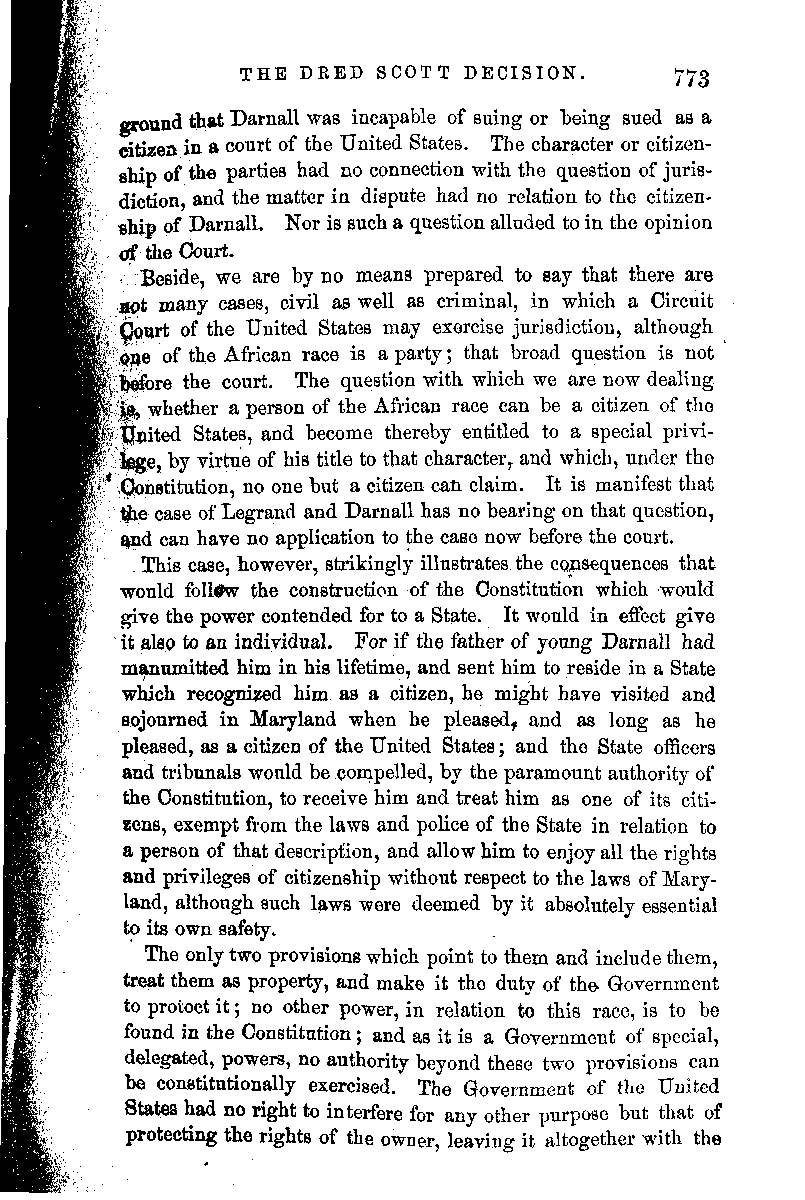 THE DRED SCOTT DECISION. 773
ground that Darnall was incapable of suing or being sued as a
citizen in a court of the United States. The character or citizen-
ship of the parties had no connection with the question of juris-
diction, and the matter in dispute had no relation to the citizen-
ship of Darnall. Nor is such a question alluded to in the opinion
of the Court.
Beside, we are by no means prepared to say that there are
not many cases, civil as well as criminal, in which a Circuit
Court of the United States may exercise jurisdiction, although
one of the African race is a party; that broad question is not
before the court. The question with which we are now dealing
is, whether a person of the African race can be a citizen of the
United States, and become thereby entitled to a special privi-
lege, by virtue of his title to that character, and which, under the
Constitution, no one but a citizen can claim. It is manifest that
the case of Legrand and Darnall has no bearing on that question,
and can have no application to the case now before the court.
This case, however, strikingly illustrates the consequences that
would follow the construction of the Constitution which would
give the power contended for to a State. It would in effect give
it also to an individual. For if the father of young Darnall had
manumitted him in his lifetime, and sent him to reside in a State
which recognized him as a citizen, he might have visited and
sojourned in Maryland when he pleased, and as long as he
pleased, as a citizen of the United States; and the State officers
and tribunals would be compelled, by the paramount authority of
the Constitution, to receive him and treat him as one of its citi-
zens, exempt from the laws and police of the State in relation to
a person of that description, and allow him to enjoy all the rights
and privileges of citizenship without respect to the laws of Mary-
land, although such laws were deemed by it absolutely essential
to its own safety.
The only two provisions which point to them and include them,
treat them as property, and make it the duty of the Government
to protect it; no other power, in relation to this race, is to be
found in the Constitution; and as it is a Government of special,
delegated, powers, no authority beyond these two provisions can
be constitutionally exercised. The Government of the United
States had no right to interfere for any other purpose but that of
protecting the rights of the owner, leaving it altogether with the